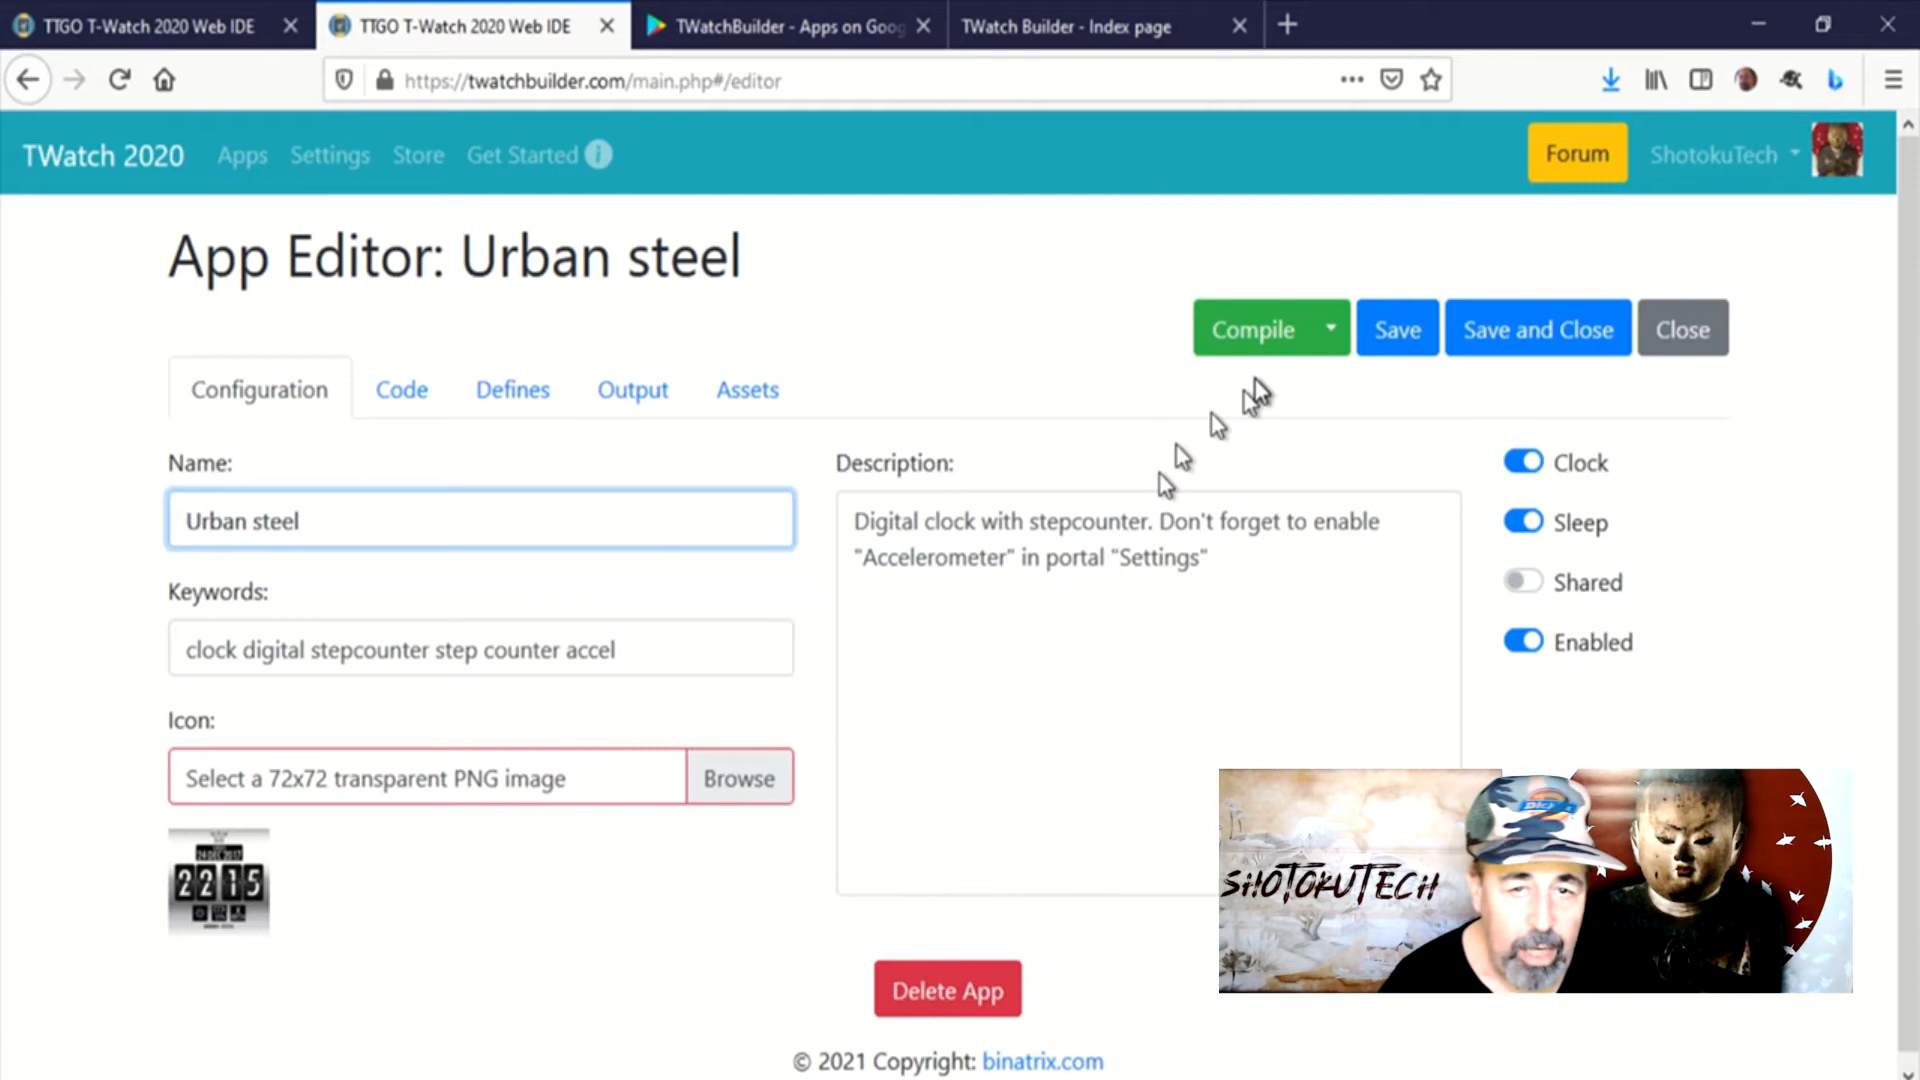 TTGO T-Watch 2020 Web IDE
TTGO T-Watch 2020 Web IDE
TWatchBuilder - Apps on Goog
TWatch Builder - Index page
https://twatchbuilder.com/main.php#/editor
TWatch 2020
Apps
Settings
Store
Get Started
Forum
ShotokuTech
App Editor: Urban steel
Compile
Save
Save and Close
Close
Configuration
Code
Defines
Output
Assets
Name:
Urban steel
Keywords:
clock digital stepcounter step counter accel
Icon:
Select a 72x72 transparent PNG image
Browse
2215
Description:
Digital clock with stepcounter. Don't forget to enable
"Accelerometer" in portal "Settings"
Clock
Sleep
Shared
Enabled
SHOTOKUTECH
Delete App
© 2021 Copyright: binatrix.com